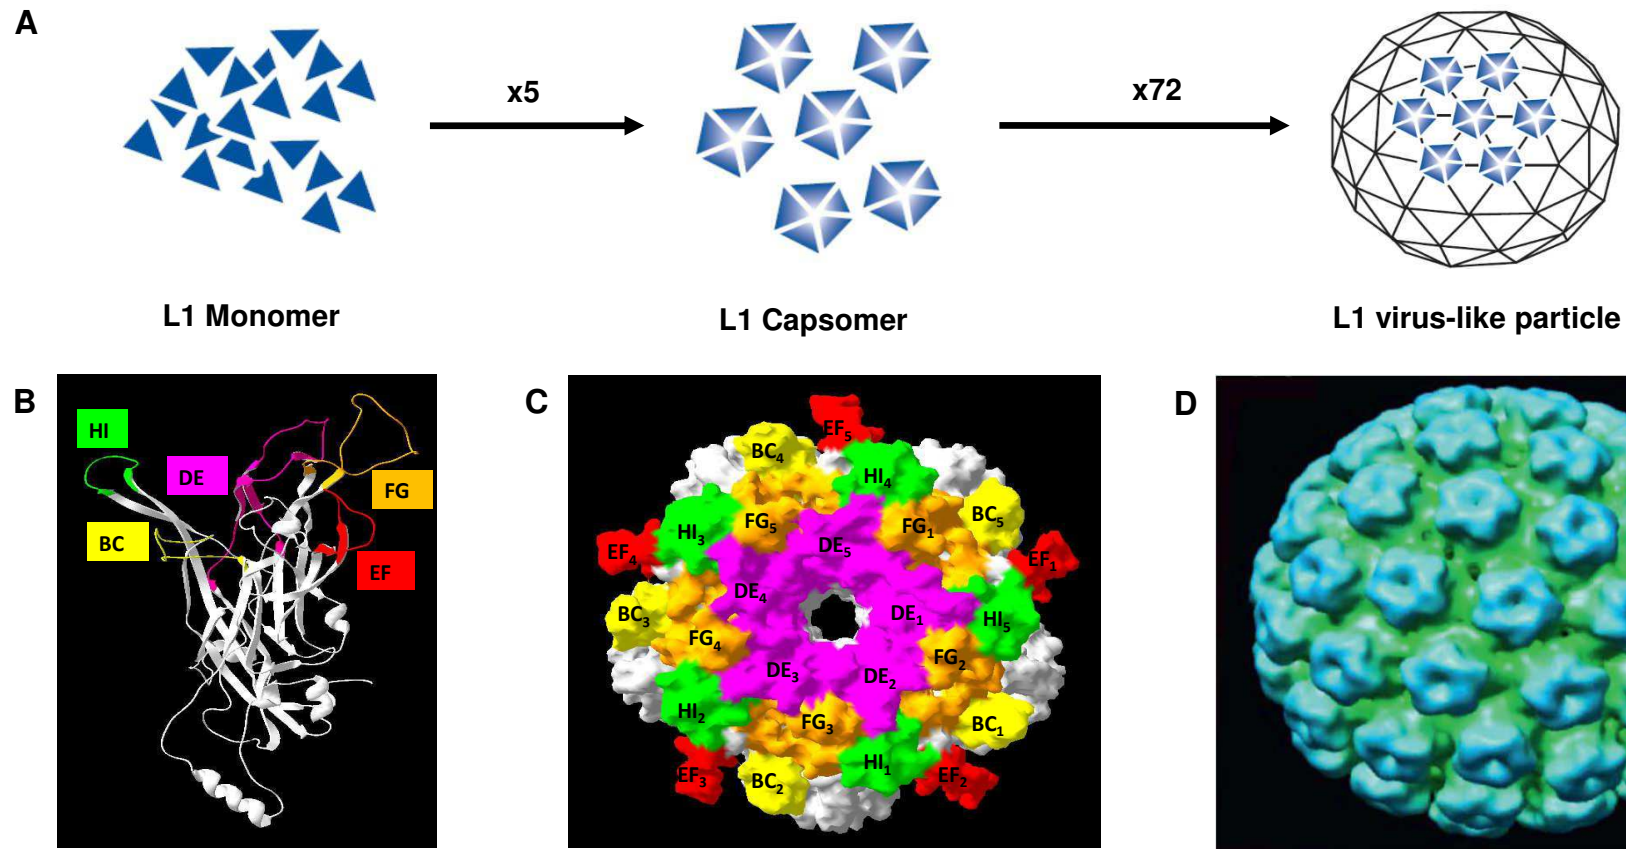 A
x5
x72
L1 Monomer
L1 Capsomer
L1 virus-like particle
B
HI
DE
FG
BC
EF
C
EF5
BC4
HI4
BC5
FG5
FG1
HI3
DE5
EF4
EF1
DE4
BC3
DE1
HI5
FG4
FG2
DE3
DE2
HI2
FG3
BC1
HI1
EF3
BC2
EF2
D